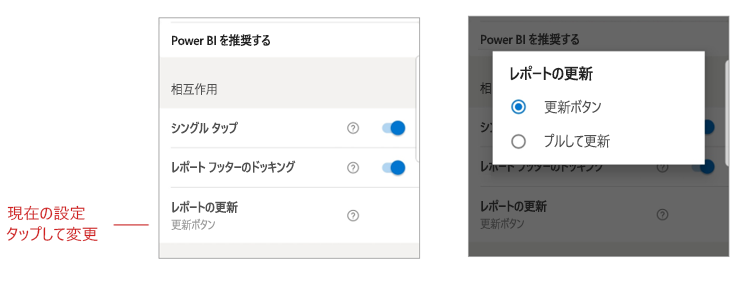 Power BI を推奨する
相互作用
シングル タップ
レポート フッターのドッキング
レポートの更新
更新ボタン
現在の設定
タップして変更
Power BI を推奨する
レポートの更新
更新ボタン
プルして更新
レポート フッターのドッキング
レポートの更新
更新ボタン